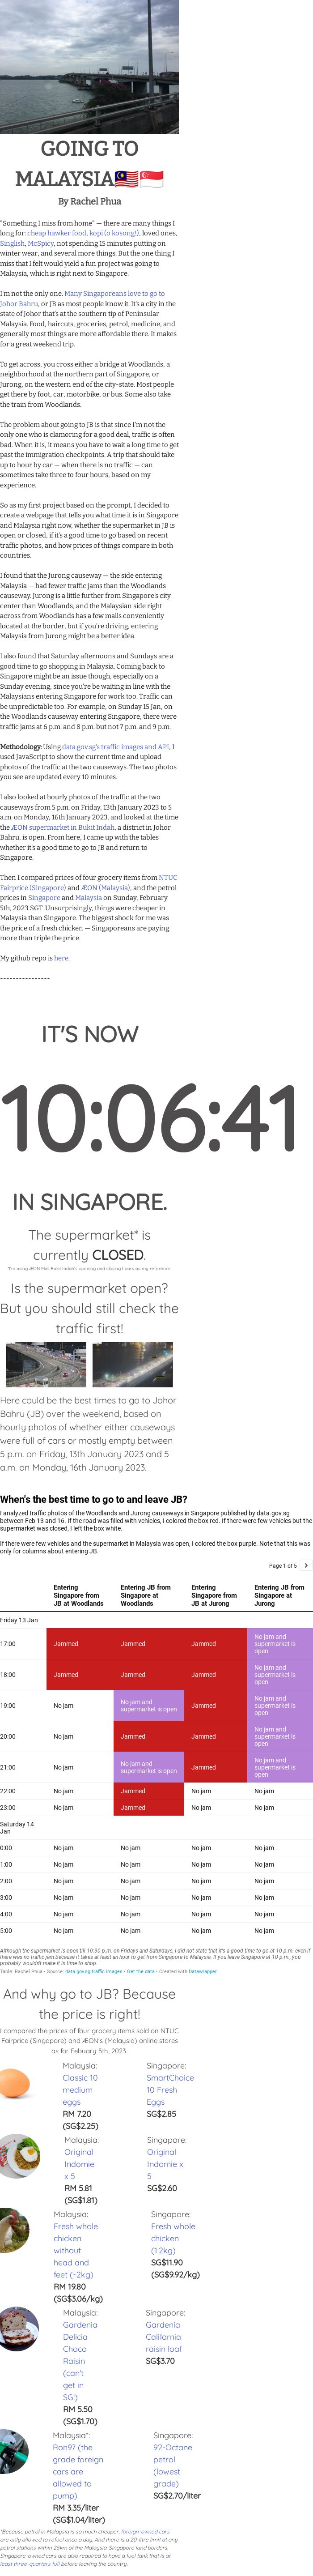 GOING TO
MALAYSIA🇲🇾🇸🇬
By Rachel Phua
"Something I miss from home" — there are many things I
long for: cheap hawker food, kopi (o kosong!), loved ones,
Singlish, McSpicy, not spending 15 minutes putting on
winter wear, and several more things. But the one thing I
miss that I felt would yield a fun project was going to
Malaysia, which is right next to Singapore.
I'm not the only one. Many Singaporeans love to go to
Johor Bahru, or JB as most people know it. It's a city in the
state of Johor that's at the southern tip of Peninsular
Malaysia. Food, haircuts, groceries, petrol, medicine, and
generally most things are more affordable there. It makes
for a great weekend trip.
To get across, you cross either a bridge at Woodlands, a
neighborhood at the northern part of Singapore, or
Jurong, on the western end of the city-state. Most people
get there by foot, car, motorbike, or bus. Some also take
the train from Woodlands.
The problem about going to JB is that since I'm not the
only one who is clamoring for a good deal, traffic is often
bad. When it is, it means you have to wait a long time to get
past the immigration checkpoints. A trip that should take
up to hour by car — when there is no traffic — can
sometimes take three to four hours, based on my
experience.
So as my first project based on the prompt, I decided to
create a webpage that tells you what time it is in Singapore
and Malaysia right now, whether the supermarket in JB is
open or closed, if it's a good time to go based on recent
traffic photos, and how prices of things compare in both
countries.
I found that the Jurong causeway — the side entering
Malaysia — had fewer traffic jams than the Woodlands
causeway. Jurong is a little further from Singapore's city
center than Woodlands, and the Malaysian side right
across from Woodlands has a few malls conveniently
located at the border, but if you're driving, entering
Malaysia from Jurong might be a better idea.
I also found that Saturday afternoons and Sundays are a
good time to go shopping in Malaysia. Coming back to
Singapore might be an issue though, especially on a
Sunday evening, since you're be waiting in line with the
Malaysians entering Singapore for work too. Traffic can
be unpredictable too. For example, on Sunday 15 Jan, on
the Woodlands causeway entering Singapore, there were
traffic jams at 6 p.m. and 8 p.m. but not 7 p.m. and 9 p.m.
Methodology: Using data.gov.sg's traffic images and API, I
used JavaScript to show the current time and upload
photos of the traffic at the two causeways. The two photos
you see are updated every 10 minutes.
I also looked at hourly photos of the traffic at the two
causeways from 5 p.m. on Friday, 13th January 2023 to 5
a.m. on Monday, 16th January 2023, and looked at the time
the ÆON supermarket in Bukit Indah, a district in Johor
Bahru, is open. From here, I came up with the tables
whether it's a good time to go to JB and return to
Singapore.
Then I compared prices of four grocery items from NTUC
Fairprice (Singapore) and ÆON (Malaysia), and the petrol
prices in Singapore and Malaysia on Sunday, February
5th, 2023 SGT. Unsurprisingly, things were cheaper in
Malaysia than Singapore. The biggest shock for me was
the price of a fresh chicken — Singaporeans are paying
more than triple the price.
My github repo is here.
----------------
IT'S NOW
10:06:41
IN SINGAPORE.
The supermarket* is
currently CLOSED.
*I'm using ÆON Mall Bukit Indah's opening and closing hours as my reference.
Is the supermarket open?
But you should still check the
traffic first!
Here could be the best times to go to Johor
Bahru (JB) over the weekend, based on
hourly photos of whether either causeways
were full of cars or mostly empty between
5 p.m. on Friday, 13th January 2023 and 5
a.m. on Monday, 16th January 2023.
When's the best time to go to and leave JB?
I analyzed traffic photos of the Woodlands and Jurong causeways in Singapore published by data.gov.sg
between Feb 13 and 16. If the road was filled with vehicles, I colored the box red. If there were few vehicles but the
supermarket was closed, I left the box white.
If there were few vehicles and the supermarket in Malaysia was open, I colored the box purple. Note that this was
only for columns about entering JB.
Page 1 of 5 >
Entering Singapore from JB at Woodlands
Entering JB from Singapore at Woodlands
Entering Singapore from JB at Jurong
Entering JB from Singapore at Jurong
Friday 13 Jan
17:00 Jammed Jammed Jammed No jam and supermarket is open
18:00 Jammed Jammed Jammed No jam and supermarket is open
19:00 No jam No jam and supermarket is open Jammed No jam and supermarket is open
20:00 No jam Jammed Jammed No jam and supermarket is open
21:00 No jam No jam and supermarket is open Jammed No jam and supermarket is open
22:00 No jam Jammed No jam No jam
23:00 No jam Jammed No jam No jam
Saturday 14 Jan
0:00 No jam No jam No jam No jam
1:00 No jam No jam No jam No jam
2:00 No jam No jam No jam No jam
3:00 No jam No jam No jam No jam
4:00 No jam No jam No jam No jam
5:00 No jam No jam No jam No jam
Although the supermarket is open till 10:30 p.m. on Fridays and Saturdays, I did not state that it's a good time to go at 10 p.m. even if
there was no traffic jam because it takes at least an hour to get from Singapore to Malaysia. If you leave Singapore at 10 p.m., you
probably wouldn't make it in time to shop.
Table: Rachel Phua • Source: data.gov.sg traffic images • Get the data • Created with Datawrapper
And why go to JB? Because
the price is right!
I compared the prices of four grocery items sold on NTUC
Fairprice (Singapore) and ÆON's (Malaysia) online stores
as for Febuary 5th, 2023.
Malaysia:
Classic 10
medium
eggs
RM 7.20
(SG$2.25)
Singapore:
SmartChoice
10 Fresh
Eggs
SG$2.85
Malaysia:
Original
Indomie
x 5
RM 5.81
(SG$1.81)
Singapore:
Original
Indomie x
5
SG$2.60
Malaysia:
Fresh whole
chicken
without
head and
feet (~2kg)
RM 19.80
(SG$3.06/kg)
Singapore:
Fresh whole
chicken
(1.2kg)
SG$11.90
(SG$9.92/kg)
Malaysia:
Gardenia
Delicia
Choco
Raisin
(can't
get in
SG!)
RM 5.50
(SG$1.70)
Singapore:
Gardenia
California
raisin loaf
SG$3.70
Malaysia*:
Ron97 (the
grade foreign
cars are
allowed to
pump)
RM 3.35/liter
(SG$1.04/liter)
Singapore:
92-Octane
petrol
(lowest
grade)
SG$2.70/liter
*Because petrol in Malaysia is so much cheaper, foreign-owned cars
are only allowed to refuel once a day. And there is a 20-litre limit at any
petrol stations within 25km of the Malaysia-Singapore land borders.
Singapore-owned cars are also required to have a fuel tank that is at
least three-quarters full before leaving the country.